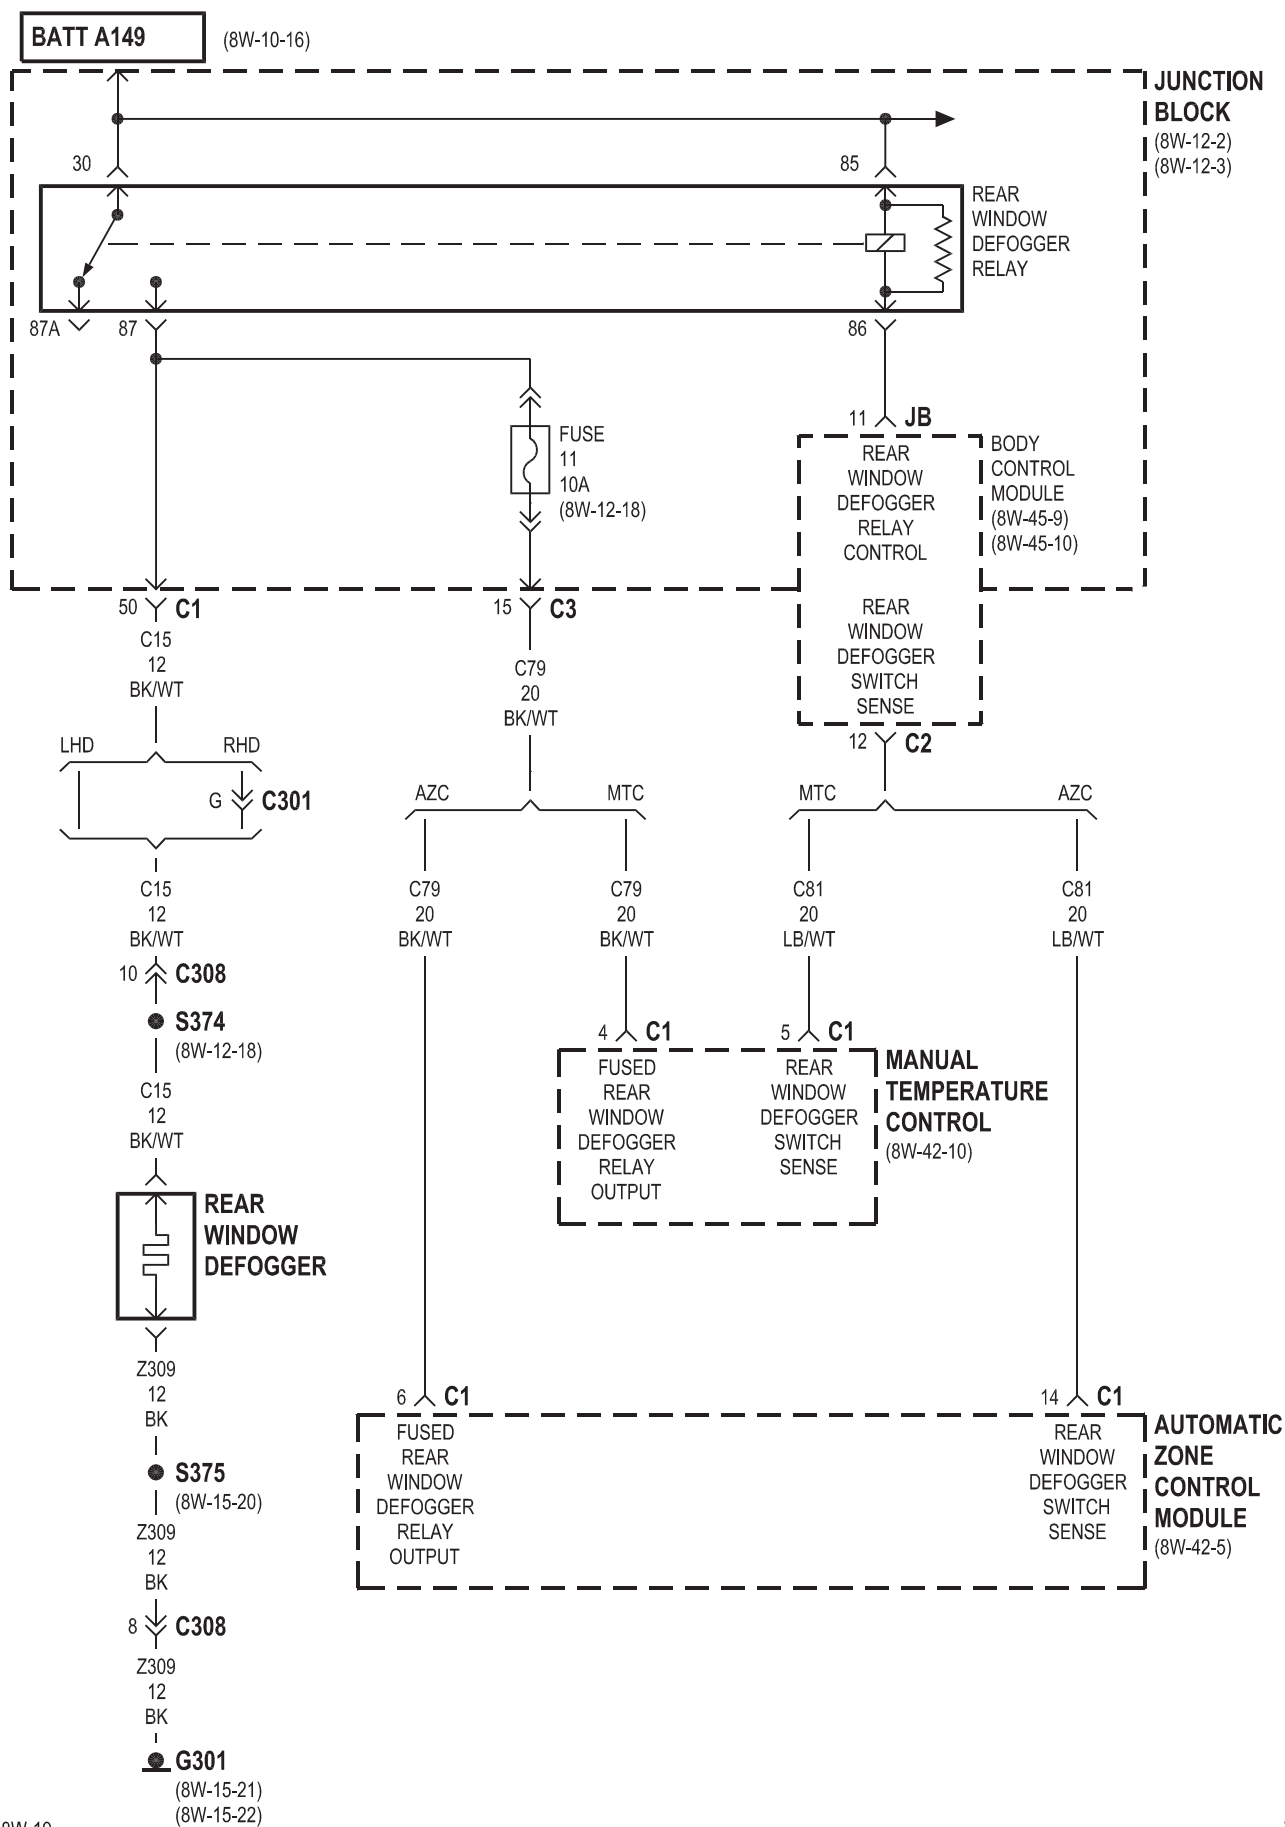 BATT A149 (8W-10-16)
JUNCTION
BLOCK
(8W-12-2)
(8W-12-3)
30
85
REAR
WINDOW
DEFOGGER
RELAY
87A
87
86
FUSE
11
10A
(8W-12-18)
11 JB
REAR
WINDOW
DEFOGGER
RELAY
CONTROL
BODY
CONTROL
MODULE
(8W-45-9)
(8W-45-10)
REAR
WINDOW
DEFOGGER
SWITCH
SENSE
50 C1
C15
12
BK/WT
15 C3
C79
20
BK/WT
12 C2
LHD
RHD
G C301
AZC
MTC
MTC
AZC
C15
12
BK/WT
C79
20
BK/WT
C79
20
BK/WT
C81
20
LB/WT
C81
20
LB/WT
10 C308
S374
(8W-12-18)
C15
12
BK/WT
4 C1
5 C1
FUSED
REAR
WINDOW
DEFOGGER
RELAY
OUTPUT
REAR
WINDOW
DEFOGGER
SWITCH
SENSE
MANUAL
TEMPERATURE
CONTROL
(8W-42-10)
REAR
WINDOW
DEFOGGER
Z309
12
BK
S375
(8W-15-20)
Z309
12
BK
8 C308
Z309
12
BK
G301
(8W-15-21)
(8W-15-22)
6 C1
14 C1
FUSED
REAR
WINDOW
DEFOGGER
RELAY
OUTPUT
REAR
WINDOW
DEFOGGER
SWITCH
SENSE
AUTOMATIC
ZONE
CONTROL
MODULE
(8W-42-5)